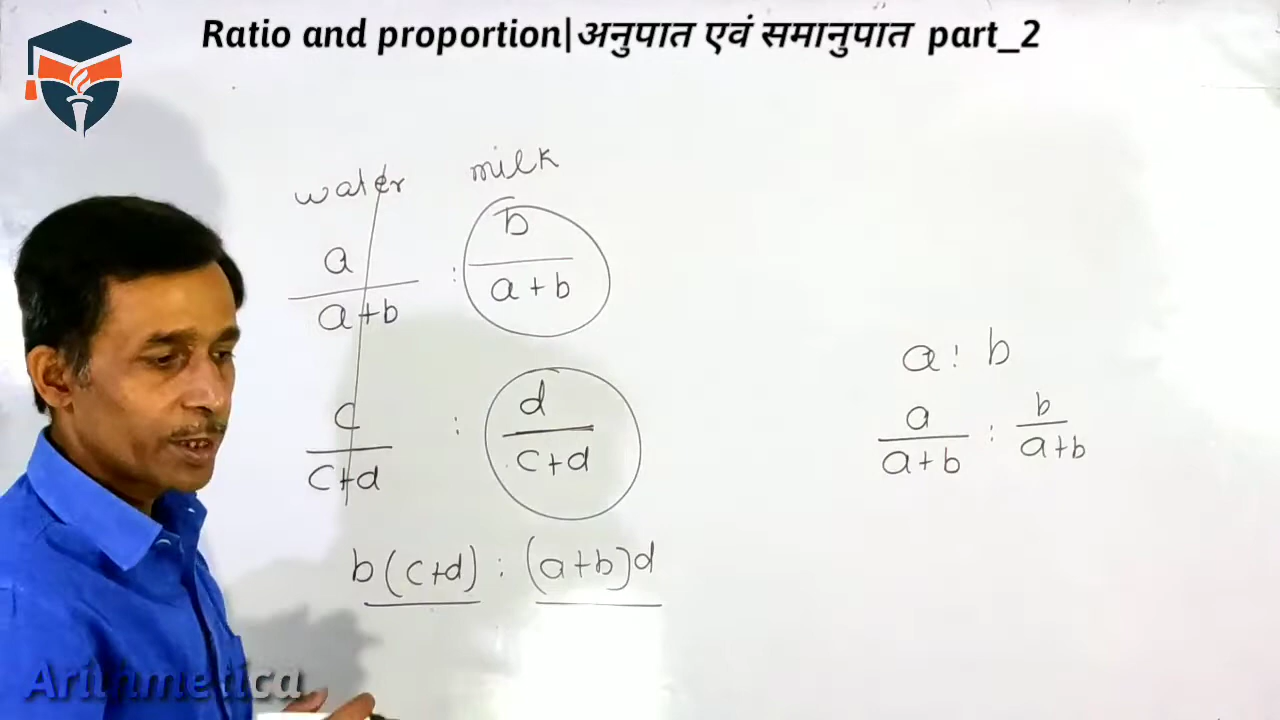 Ratio and proportion|अनुपात एवं समानुपात part_2
water milk
a/a+b : b/a+b
c/c+d : d/c+d
b(c+d) : (a+b)d
a : b
a/a+b : b/a+b
Arithmetica